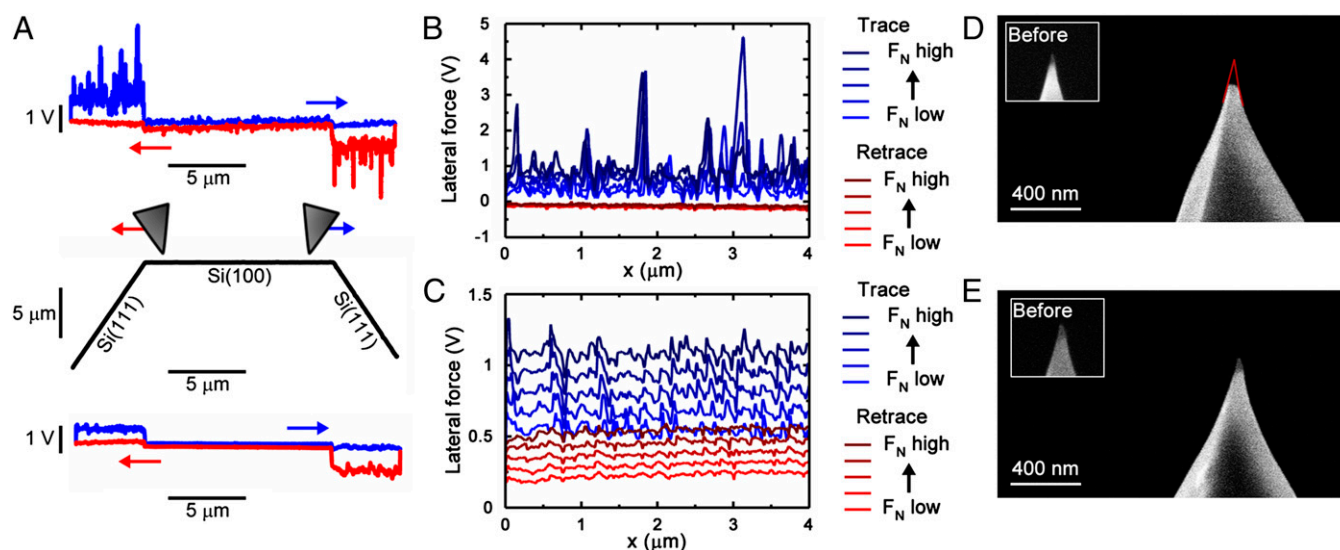 A
1 V
5 μm
Si(100)
Si(111)
Si(111)
5 μm
5 μm
1 V
5 μm
B
Lateral force (V)
5
4
3
2
1
0
-1
0 1 2 3 4
x (μm)
Trace
F_N high
F_N low
Retrace
F_N high
F_N low
C
Lateral force (V)
1.5
1
0.5
0
0 1 2 3 4
x (μm)
Trace
F_N high
F_N low
Retrace
F_N high
F_N low
D
Before
400 nm
E
Before
400 nm